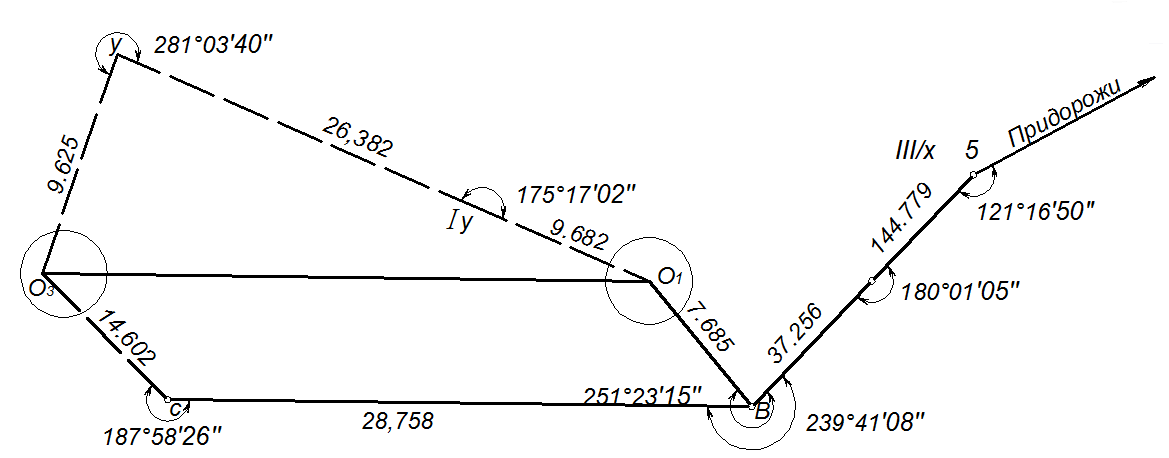 у 281°03'40"
26,382
Придорожи
III/х 5
9.625
175°17'02"
Iу
9.682
144.779
121°16'50"
О3
О1
180°01'05"
14.602
7.685
37.256
251°23'15"
с
В
239°41'08"
187°58'26"
28,758